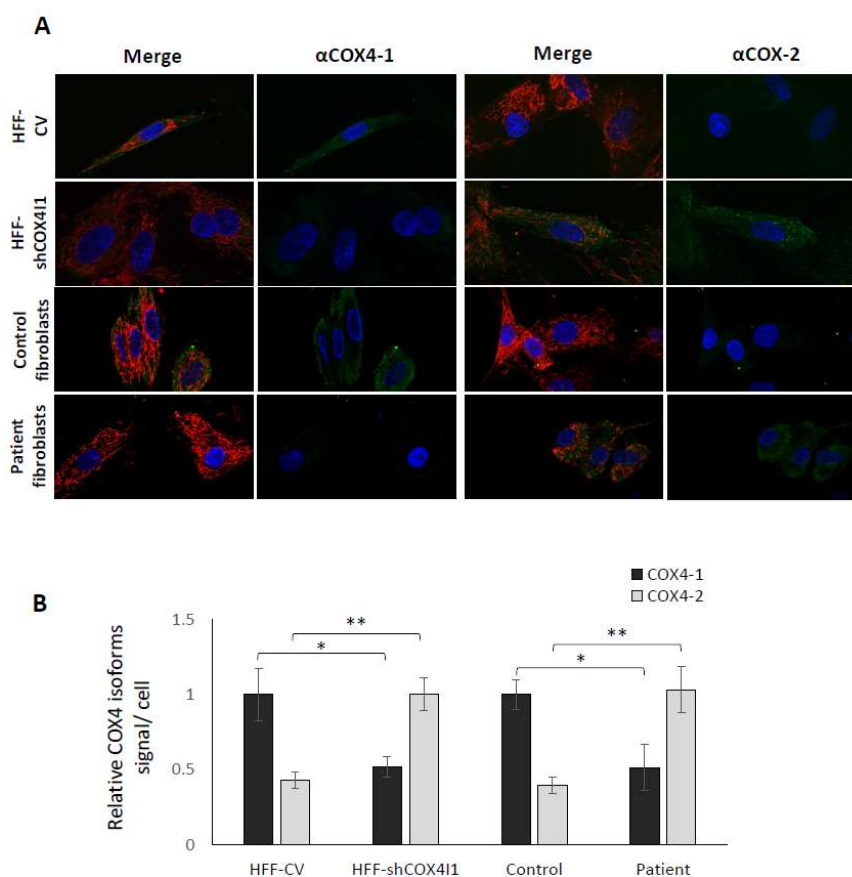 A
Merge
αCOX4-1
Merge
αCOX-2
HFF-
CV
HFF-
shCOX4I1
Control
fibroblasts
Patient
fibroblasts
B
COX4-1
COX4-2
Relative COX4 isoforms
signal/ cell
1.5
1
0.5
0
**
*
**
*
HFF-CV
HFF-shCOX4I1
Control
Patient